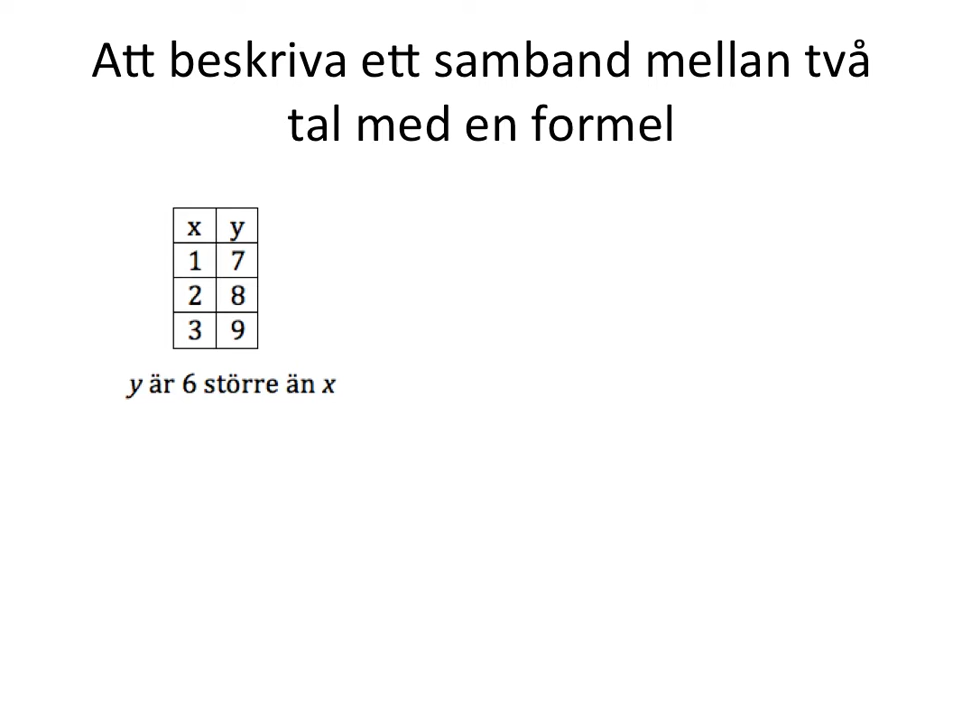 Att beskriva ett samband mellan två
tal med en formel
x y
1 7
2 8
3 9
y är 6 större än x